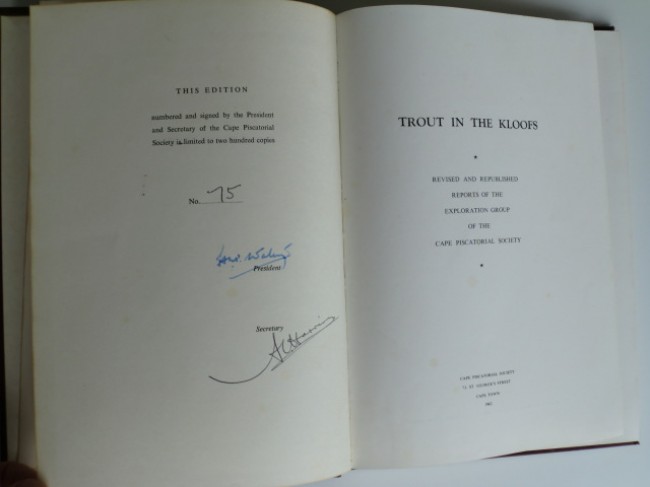 THIS EDITION
numbered and signed by the President
and Secretary of the Cape Piscatorial
Society is limited to two hundred copies
No. 75
President
Secretary
TROUT IN THE KLOOFS
REVISED AND REPUBLISHED
REPORTS OF THE
EXPLORATION GROUP
OF THE
CAPE PISCATORIAL SOCIETY
CAPE PISCATORIAL SOCIETY
STREET
CAPE TOWN